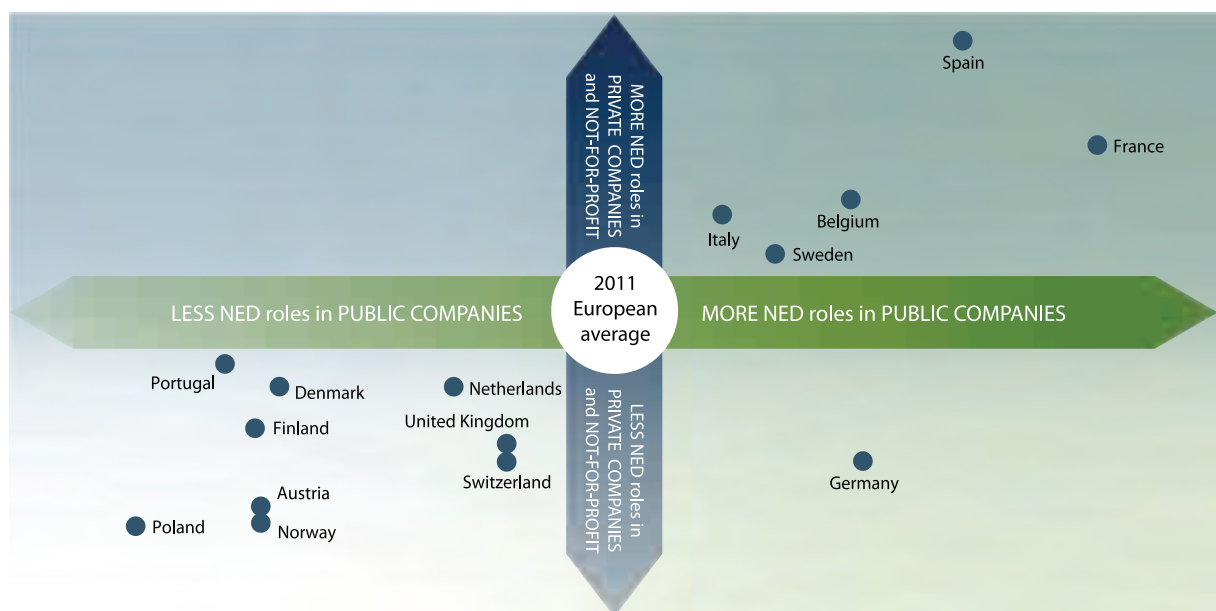 MORE NED roles in
PRIVATE COMPANIES
and NOT-FOR-PROFIT
Spain
France
Belgium
Italy
Sweden
LESS NED roles in PUBLIC COMPANIES
2011
European
average
MORE NED roles in PUBLIC COMPANIES
Portugal
Denmark
Netherlands
Finland
United Kingdom
Switzerland
LESS NED roles in
PRIVATE COMPANIES
and NOT-FOR-PROFIT
Germany
Austria
Poland
Norway